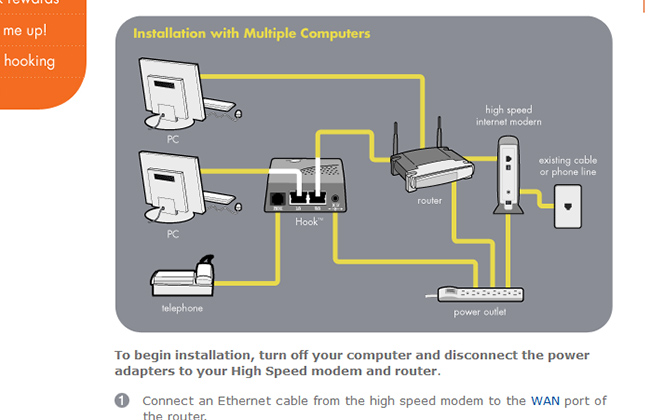 rewards
me up!
hooking
Installation with Multiple Computers
PC
high speed
internet modem
existing cable
or phone line
router
PC
Hook™
telephone
power outlet
To begin installation, turn off your computer and disconnect the power
adapters to your High Speed modem and router.
1 Connect an Ethernet cable from the high speed modem to the WAN port of
the router.